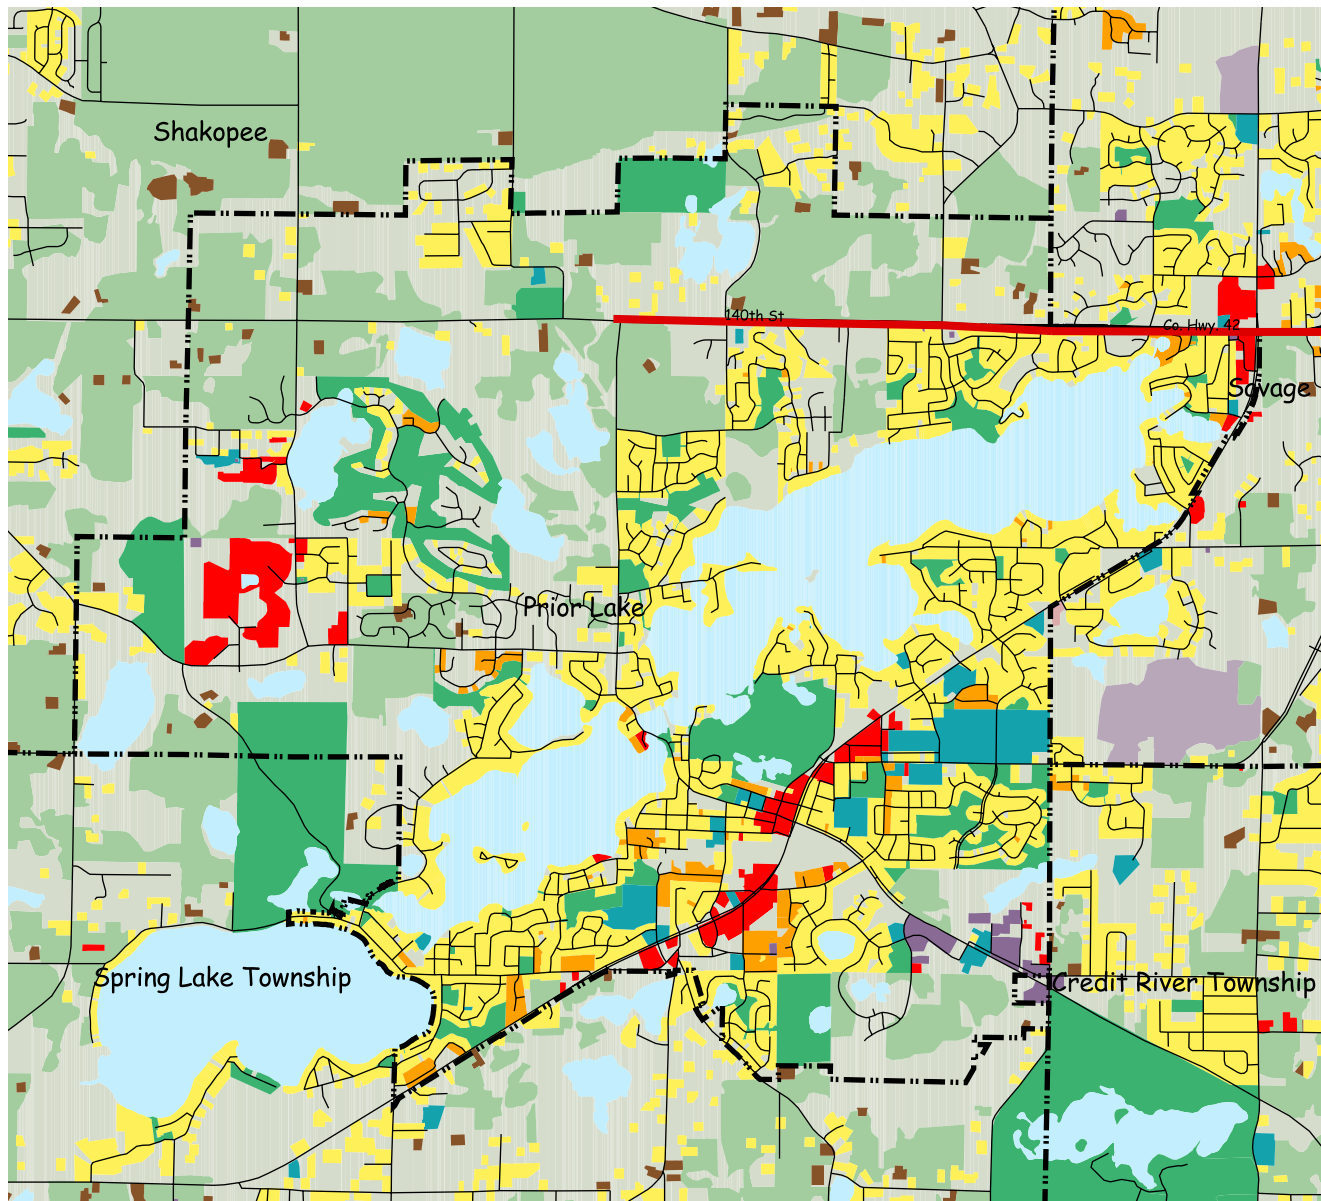 Shakopee
140th St
Co. Hwy. 42
Savage
Prior Lake
Spring Lake Township
Credit River Township